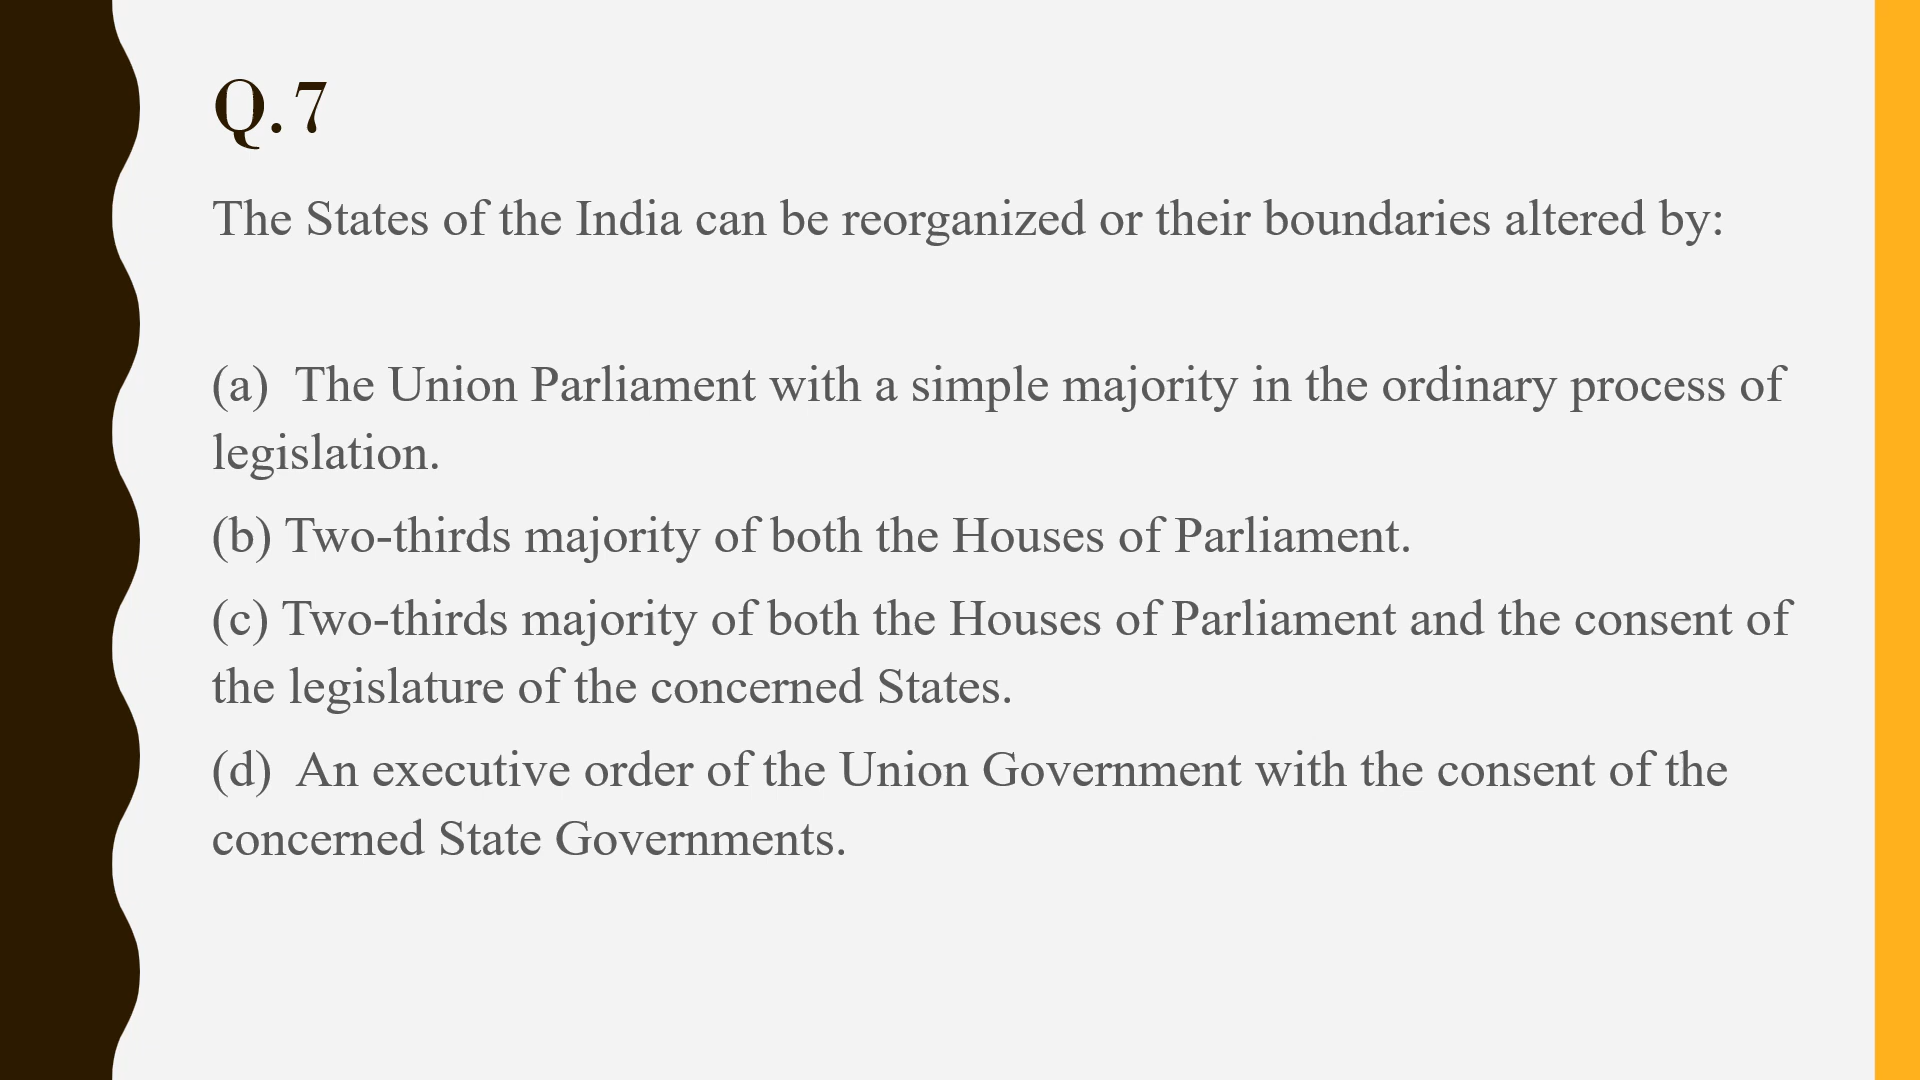 Q.7
The States of the India can be reorganized or their boundaries altered by:
(a)  The Union Parliament with a simple majority in the ordinary process of
legislation.
(b) Two-thirds majority of both the Houses of Parliament.
(c) Two-thirds majority of both the Houses of Parliament and the consent of
the legislature of the concerned States.
(d)  An executive order of the Union Government with the consent of the
concerned State Governments.